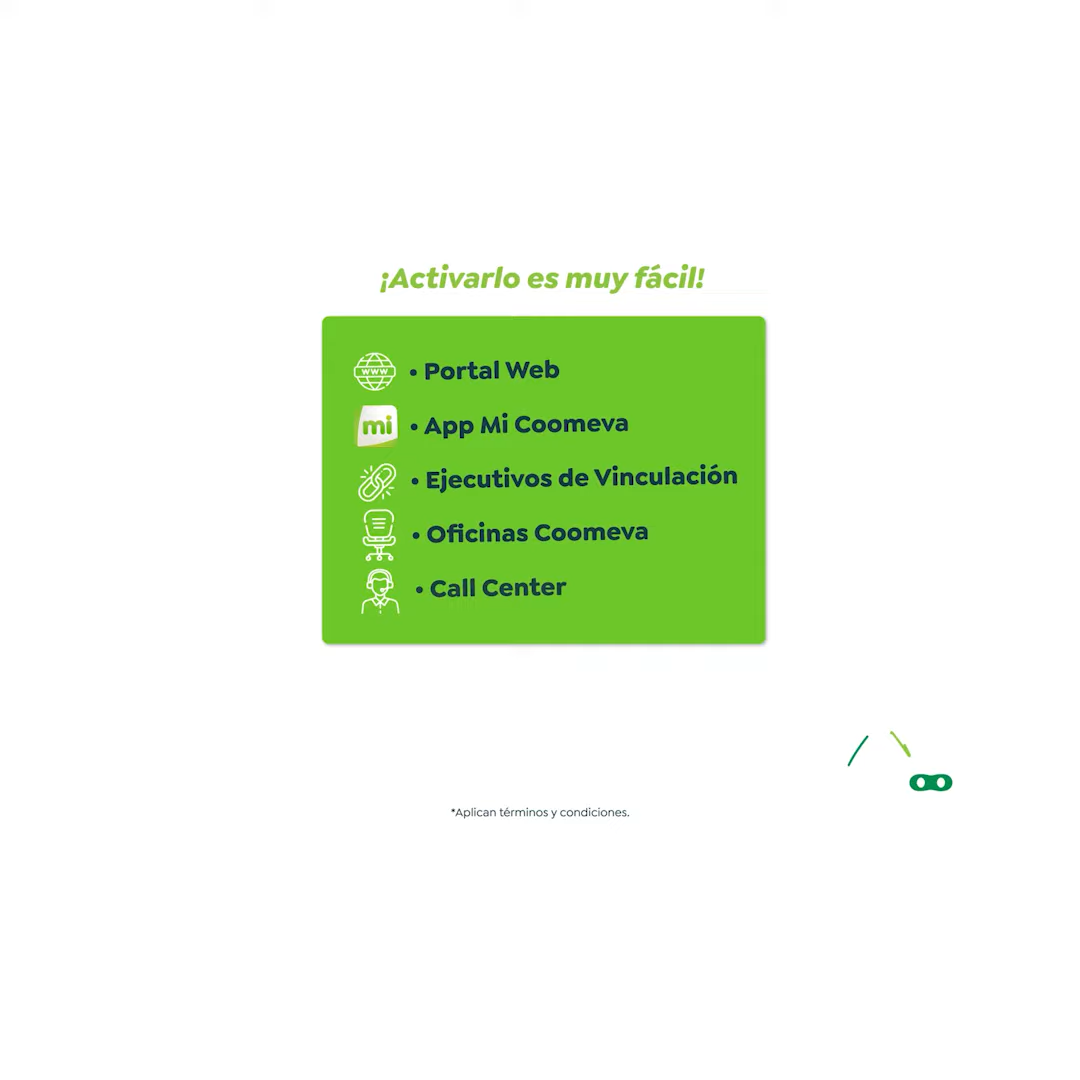 ¡Activarlo es muy fácil!
www
• Portal Web
mi
• App Mi Coomeva
• Ejecutivos de Vinculación
• Oficinas Coomeva
• Call Center
*Aplican términos y condiciones.